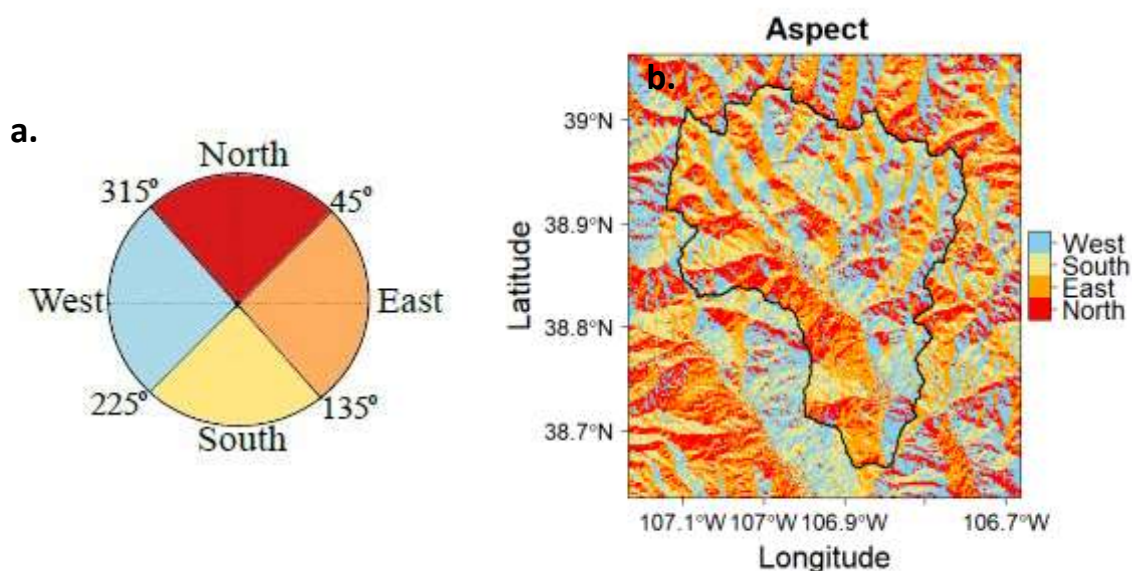 a.
North
315°
45°
West
East
225°
135°
South
Aspect
b.
39°N
38.9°N
38.8°N
38.7°N
Latitude
107.1°W
107°W
106.9°W
106.7°W
Longitude
West
South
East
North